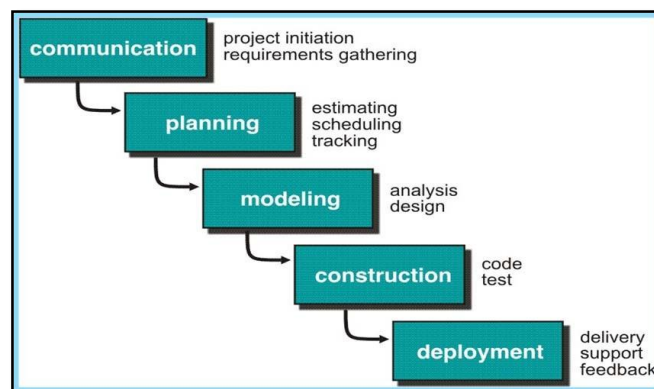 communication
project initiation
requirements gathering
planning
estimating
scheduling
tracking
modeling
analysis
design
construction
code
test
deployment
delivery
support
feedback